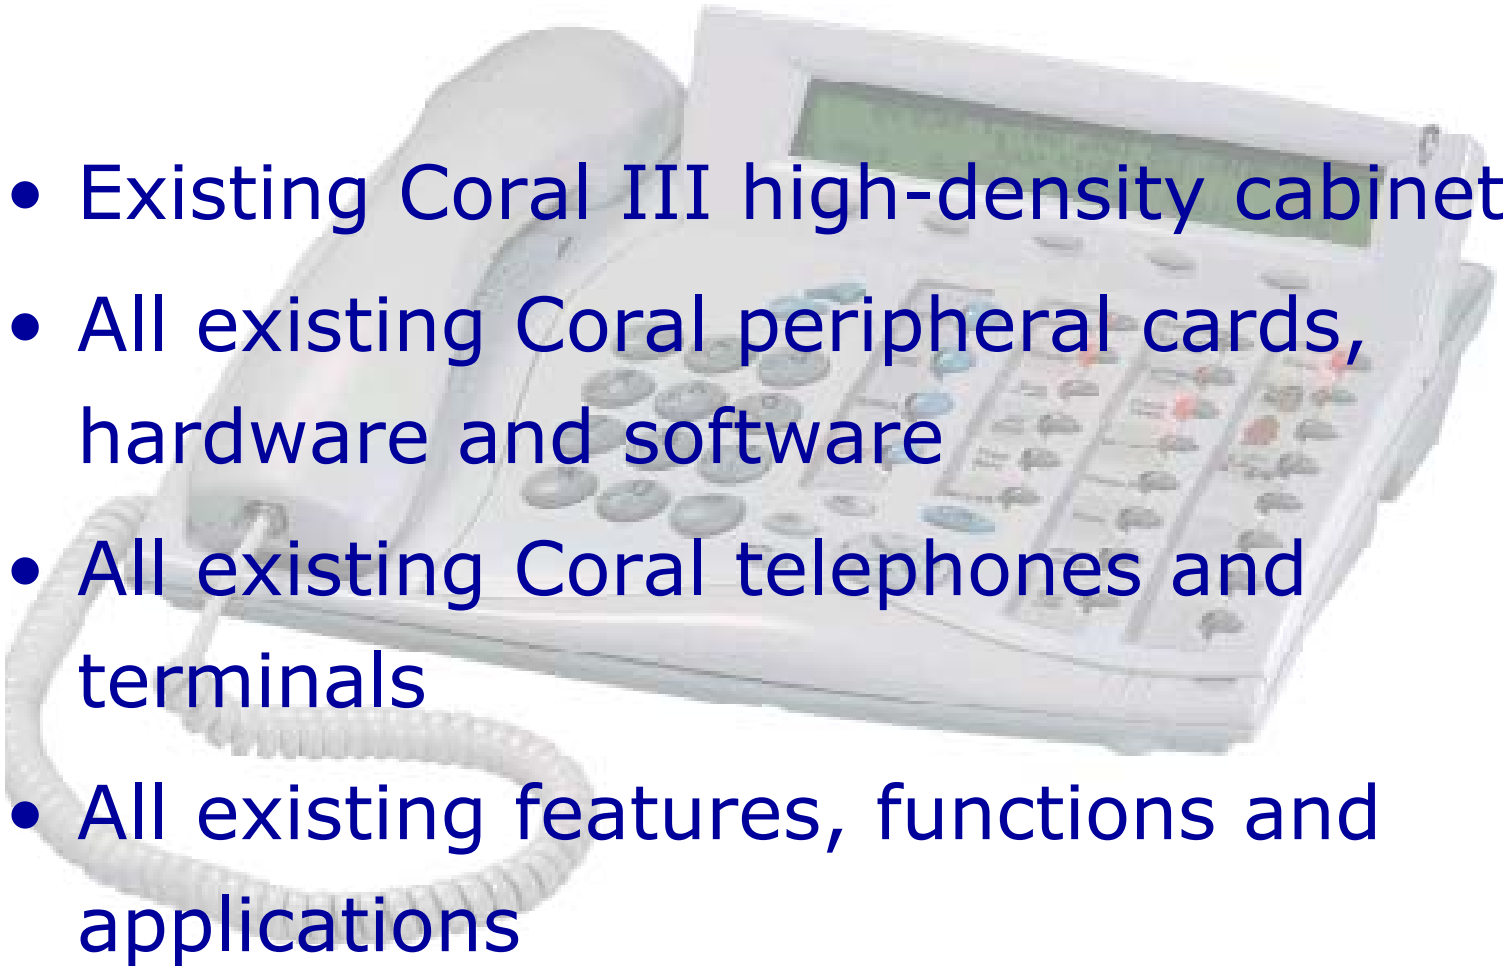 • Existing Coral III high-density cabinet
• All existing Coral peripheral cards,
hardware and software
• All existing Coral telephones and
terminals
• All existing features, functions and
applications